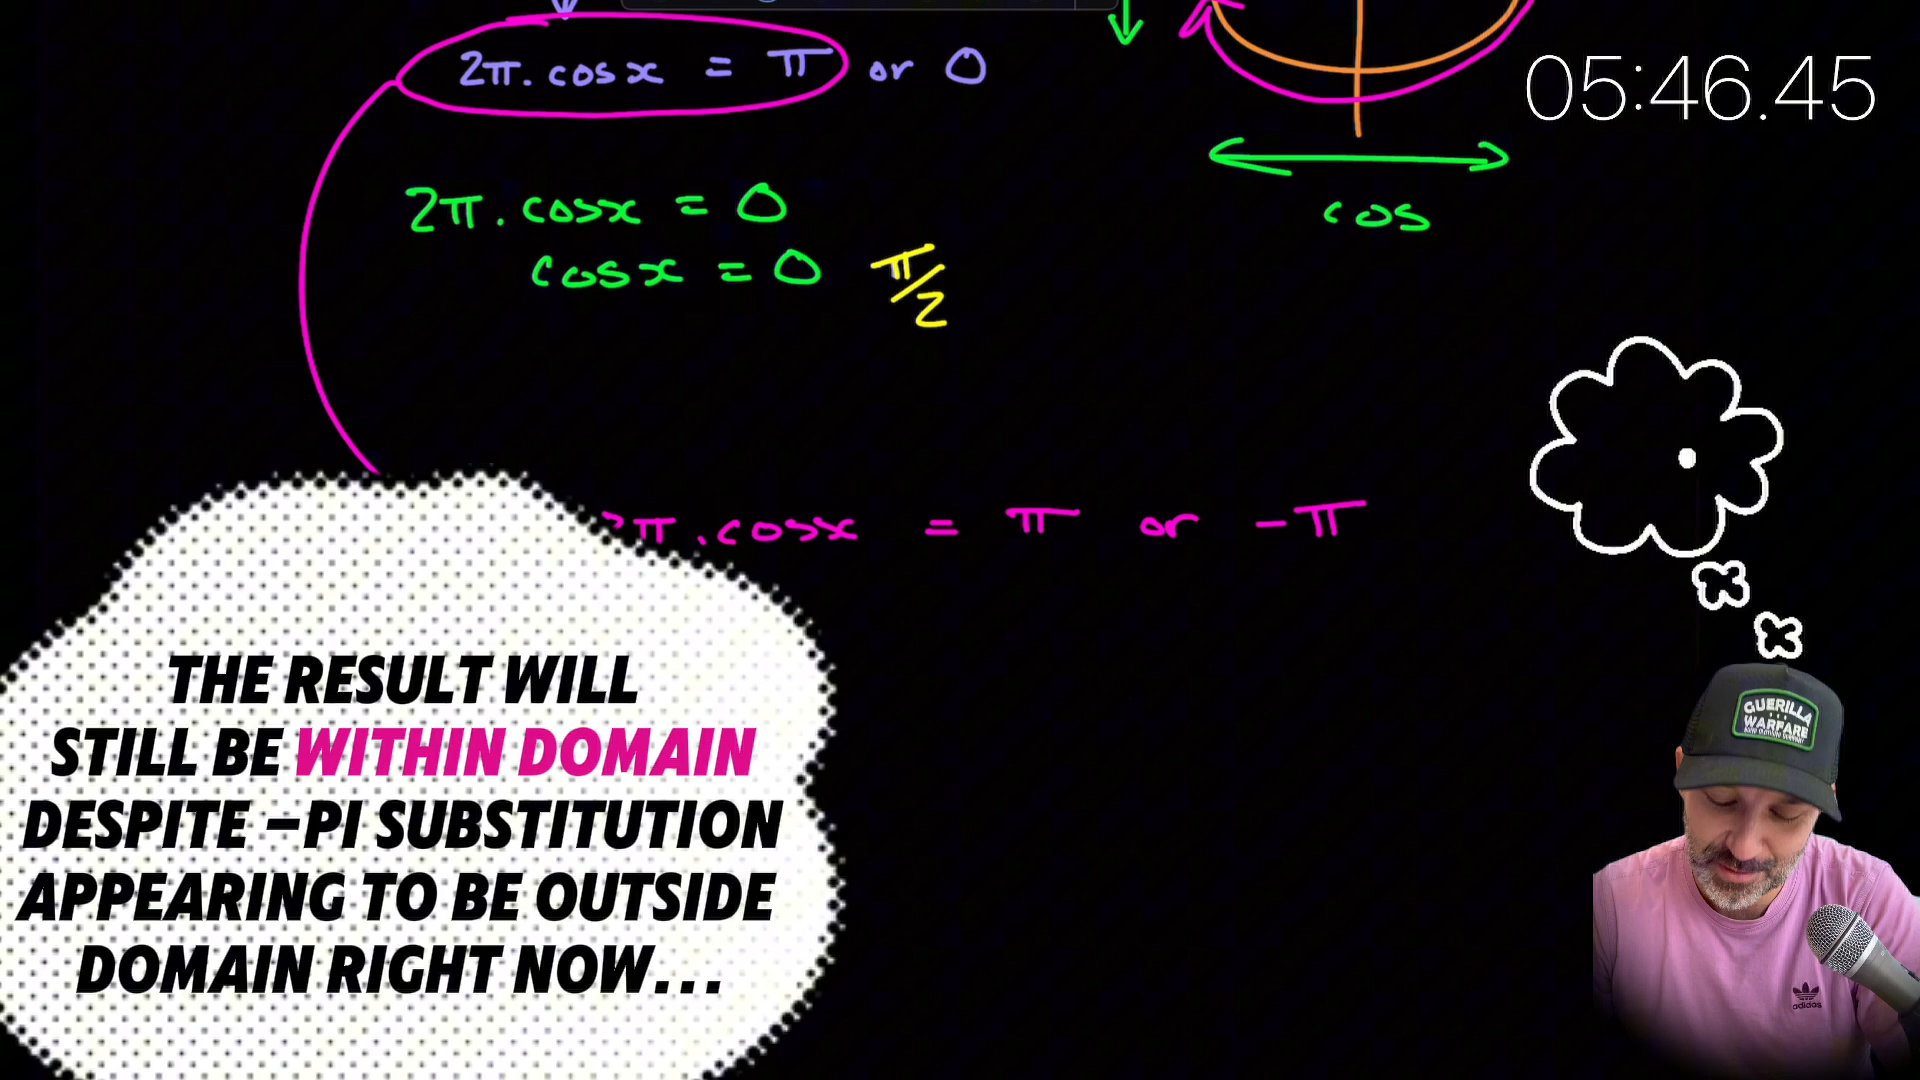 2π.cosx = π or 0
05:46.45
2π.cosx = 0
cosx = 0 π/2
cos
2π.cosx = π or -π
THE RESULT WILL
STILL BE WITHIN DOMAIN
DESPITE –PI SUBSTITUTION
APPEARING TO BE OUTSIDE
DOMAIN RIGHT NOW...
GUERILLA
WARFARE
adidas